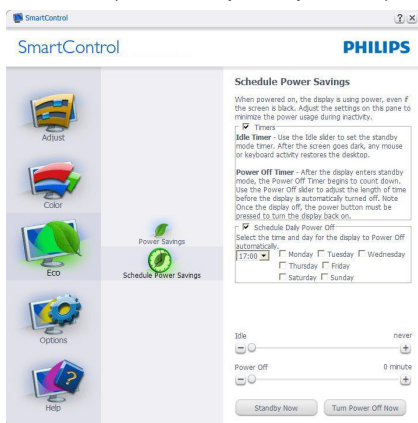 SmartControl
SmartControl
PHILIPS
Adjust
Color
Eco
Options
Help
Power Savings
Schedule Power Savings
Schedule Power Savings
When powered on, the display is using power, even if
the screen is black. Adjust the settings on this pane to
minimize the power usage during inactivity.
Timers
Idle Timer - Use the Idle slider to set the standby
mode timer. After the screen goes dark, any mouse
or keyboard activity restores the desktop.
Power Off Timer - After the display enters standby
mode, the Power Off Timer begins to count down.
Use the Power Off slider to adjust the length of time
before the display is automatically turned off. Note
Once the display off, the power button must be
pressed to turn the display back on.
Schedule Daily Power Off
Select the time and day for the display to Power Off
automatically.
17:00 Monday Tuesday Wednesday
Thursday Friday
Saturday Sunday
Idle never
Power Off 0 minute
Standby Now Turn Power Off Now